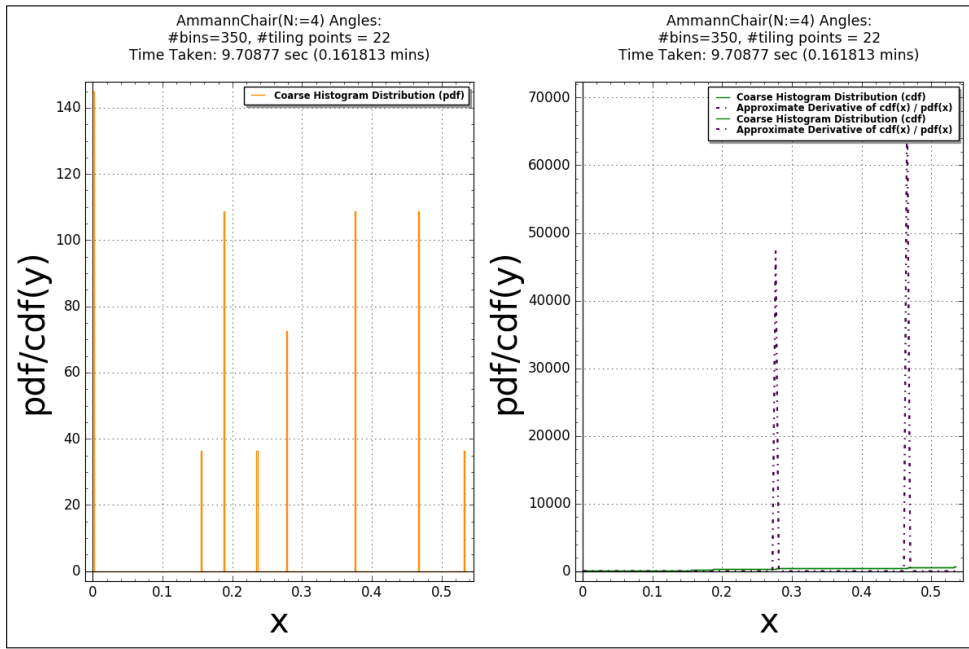 AmmannChair(N:=4) Angles:
#bins=350, #tiling points = 22
Time Taken: 9.70877 sec (0.161813 mins)
Coarse Histogram Distribution (pdf)
140
120
100
80
60
40
20
0
pdf/cdf(y)
0
0.1
0.2
0.3
0.4
0.5
x
AmmannChair(N:=4) Angles:
#bins=350, #tiling points = 22
Time Taken: 9.70877 sec (0.161813 mins)
Coarse Histogram Distribution (cdf)
Approximate Derivative of cdf(x) / pdf(x)
Coarse Histogram Distribution (cdf)
Approximate Derivative of cdf(x) / pdf(x)
70000
60000
50000
40000
30000
20000
10000
0
pdf/cdf(y)
0
0.1
0.2
0.3
0.4
0.5
x